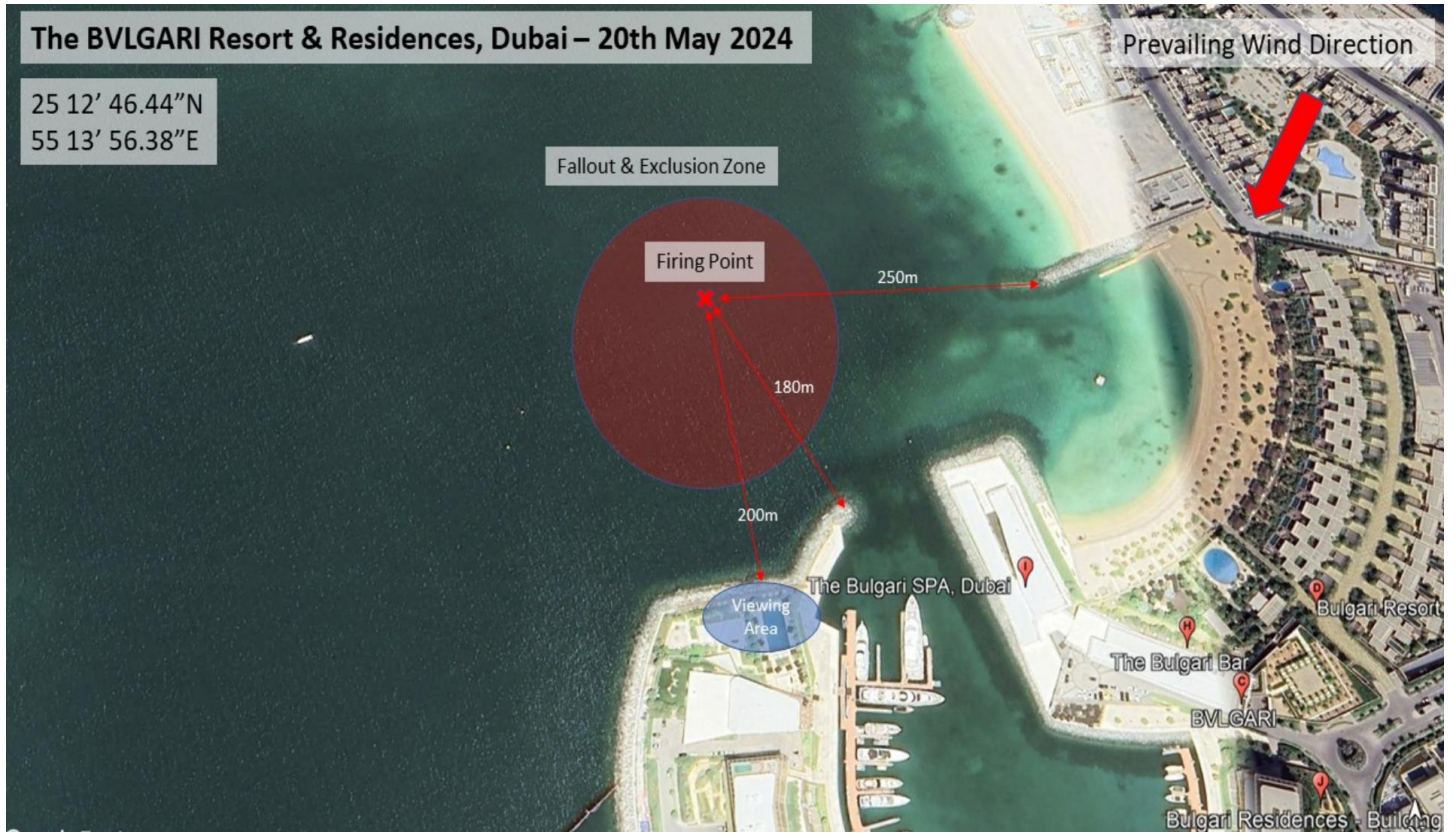 The BVLGARI Resort & Residences, Dubai – 20th May 2024
Prevailing Wind Direction
25 12’ 46.44”N
55 13’ 56.38”E
Fallout & Exclusion Zone
Firing Point
250m
180m
200m
Viewing
Area
The Bulgari SPA, Dubai
I
D
Bulgari Resort
H
The Bulgari Bar
C
BVLGARI
J
Bulgari Residences - Building